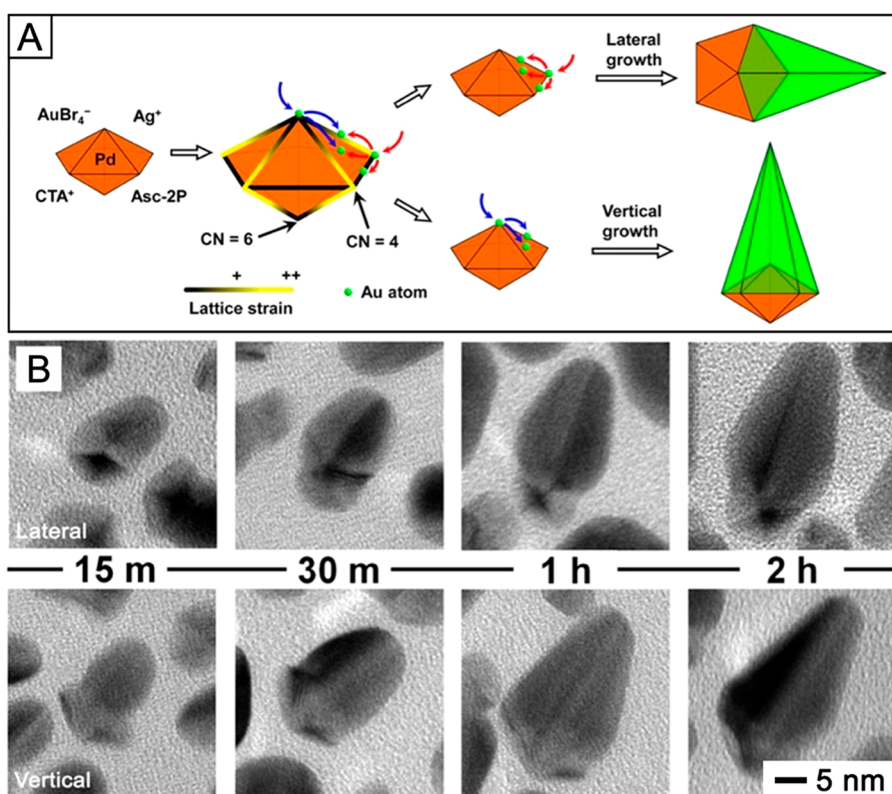 A
AuBr₄⁻ Ag⁺
Pd
CTA⁺ Asc-2P
CN = 6
CN = 4
+ ++
Lattice strain
Au atom
Lateral
growth
Vertical
growth
B
Lateral
15 m 30 m 1 h 2 h
Vertical
5 nm